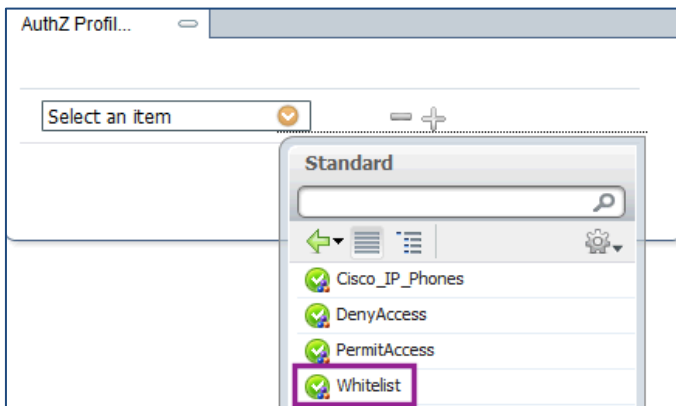 AuthZ Profil...
Select an item
Standard
Cisco_IP_Phones
DenyAccess
PermitAccess
Whitelist